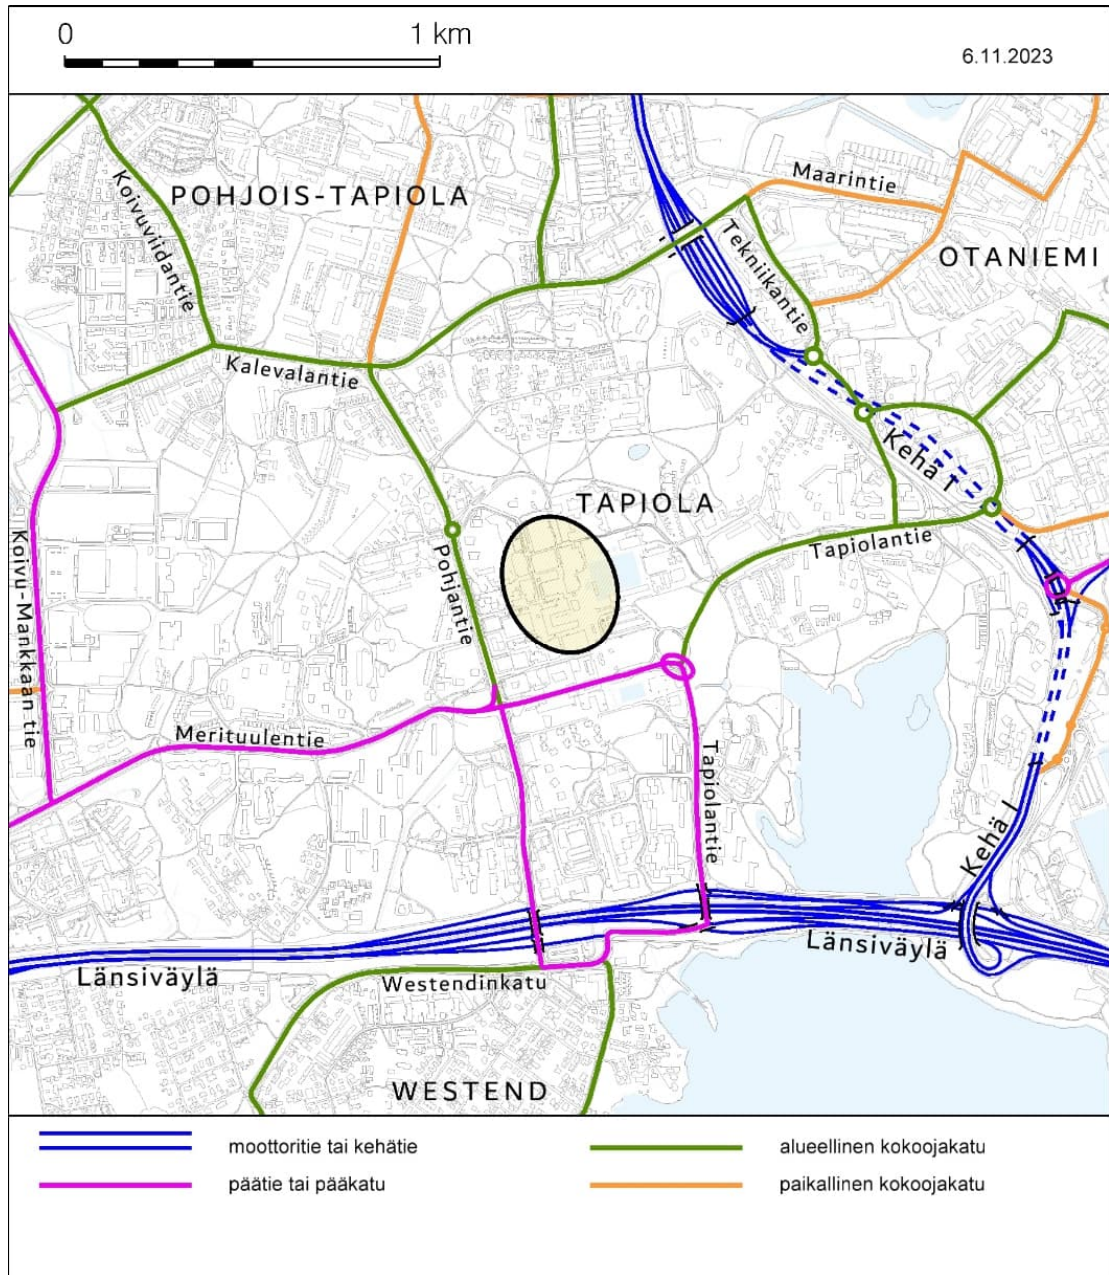 0 1 km
6.11.2023
Maarintie
POHJOIS-TAPIOLA
Koivuviidantie
Tekniikantie
OTANIEMI
Kalevalantie
Kehä I
TAPIOLA
Koivu-Mankkaan tie
Pohjantie
Tapiolantie
Merituulentie
Tapiolantie
Kehä I
Länsiväylä
Länsiväylä
Westendinkatu
WESTEND
moottoritie tai kehätie
alueellinen kokoojakatu
päätie tai pääkatu
paikallinen kokoojakatu